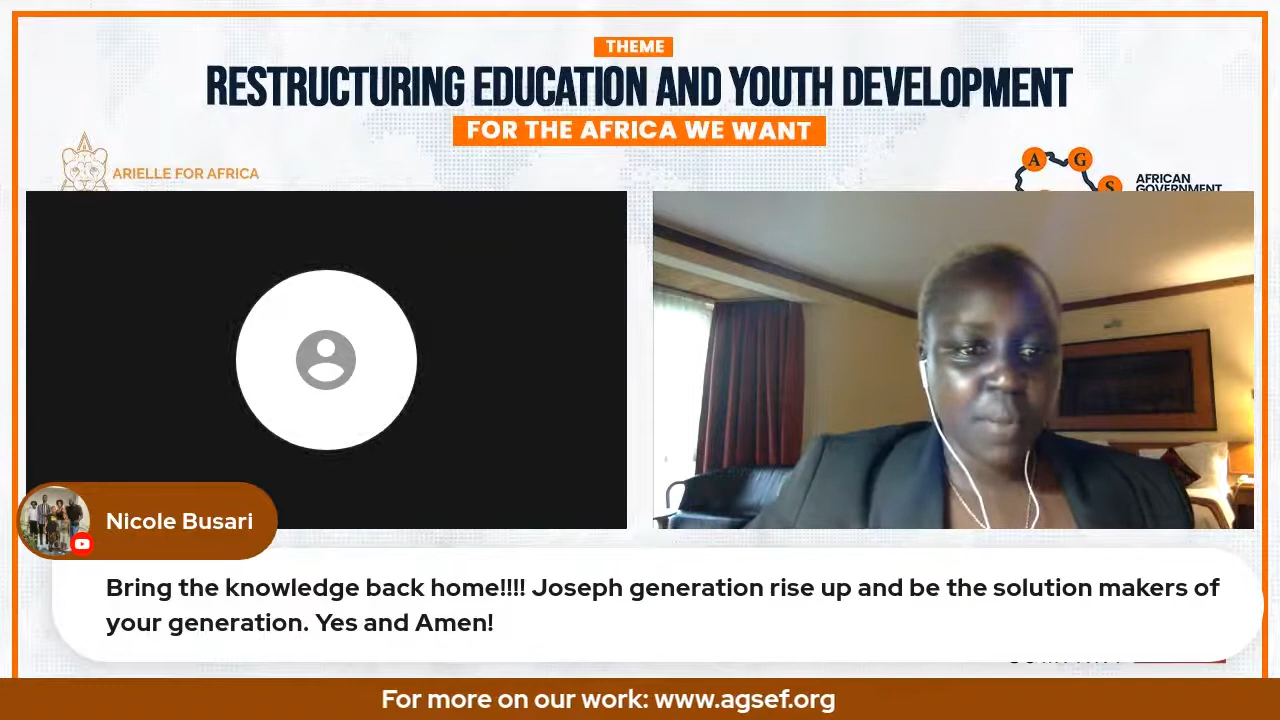 THEME
RESTRUCTURING EDUCATION AND YOUTH DEVELOPMENT
FOR THE AFRICA WE WANT
ARIELLE FOR AFRICA
A G
S
AFRICAN
GOVERNMENT
Nicole Busari
Bring the knowledge back home!!!! Joseph generation rise up and be the solution makers of
your generation. Yes and Amen!
For more on our work: www.agsef.org